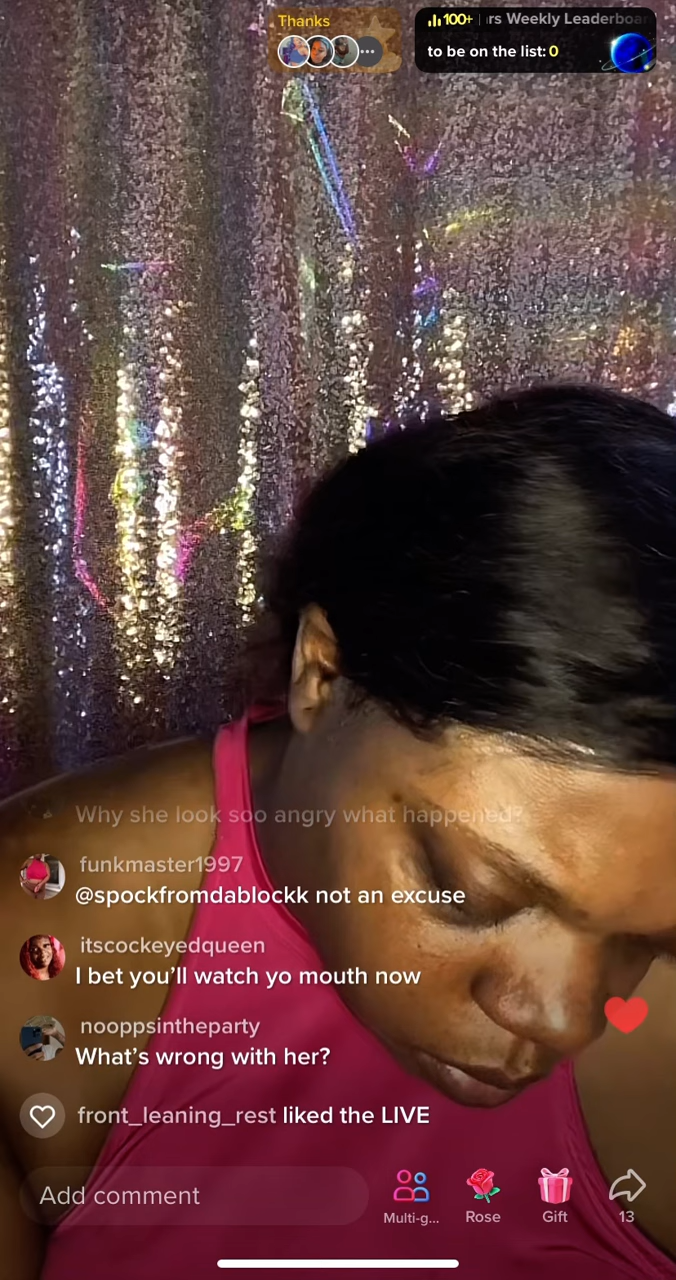 Thanks
100+ | rs Weekly Leaderboar
to be on the list: 0
Why she look soo angry what happened?
funkmaster1997
@spockfromdablockk not an excuse
itscockeyedqueen
I bet you’ll watch yo mouth now
nooppsintheparty
What’s wrong with her?
front_leaning_rest liked the LIVE
Add comment
Multi-g...
Rose
Gift
13